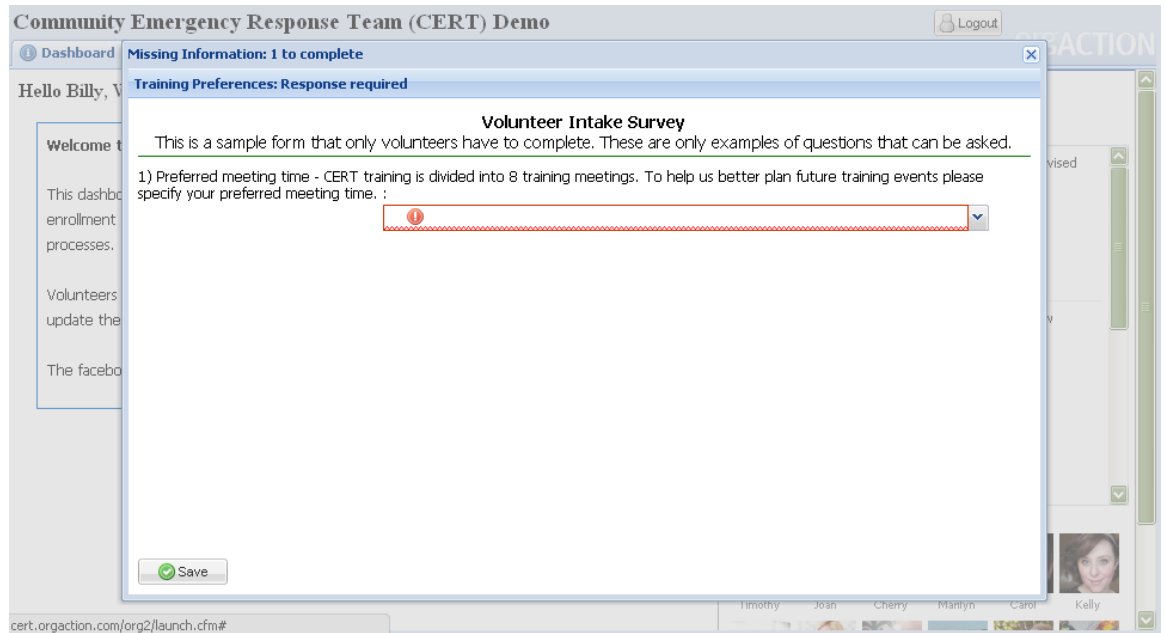 Community Emergency Response Team (CERT) Demo
Logout
orgACTION
Dashboard
Missing Information: 1 to complete
Hello Billy, V
Training Preferences: Response required
Volunteer Intake Survey
This is a sample form that only volunteers have to complete. These are only examples of questions that can be asked.
Welcome t
vised
1) Preferred meeting time - CERT training is divided into 8 training meetings. To help us better plan future training events please
specify your preferred meeting time. :
This dashbo
enrollment
processes.
Volunteers
update the
The facebo
Save
Timothy Joan Cherry Marilyn Carol Kelly
cert.orgaction.com/org2/launch.cfm#